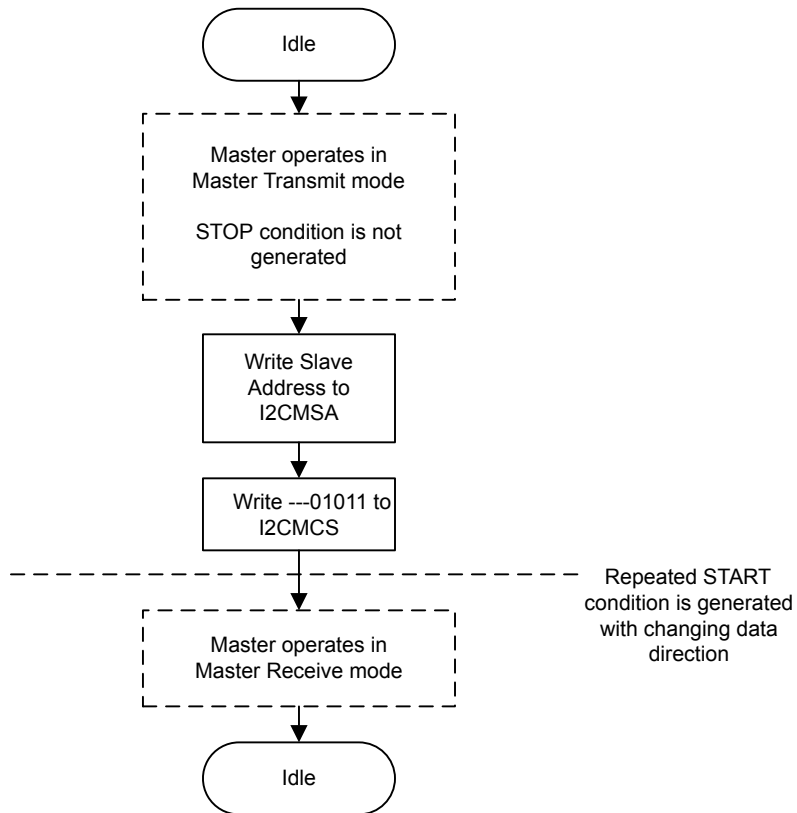 Idle
Master operates in
Master Transmit mode
STOP condition is not
generated
Write Slave
Address to
I2CMSA
Write ---01011 to
I2CMCS
Repeated START
condition is generated
with changing data
direction
Master operates in
Master Receive mode
Idle